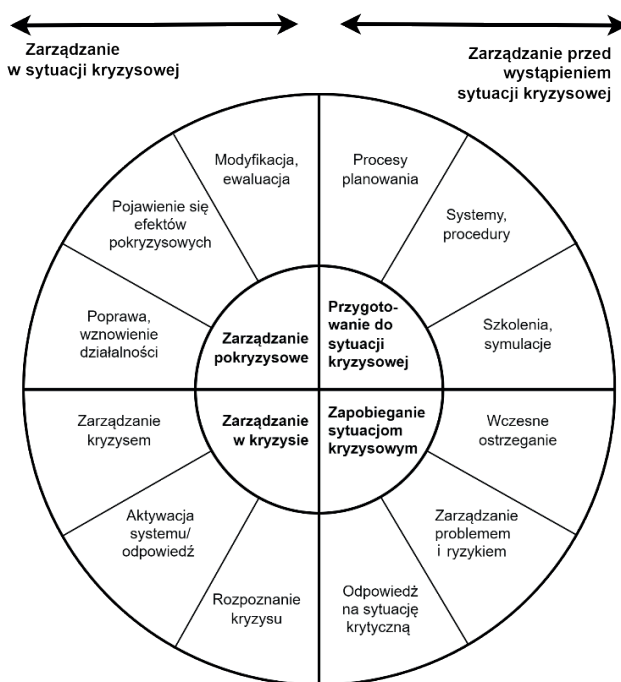 Zarządzanie
w sytuacji kryzysowej
Zarządzanie przed
wystąpieniem
sytuacji kryzysowej
Modyfikacja,
ewaluacja
Procesy
planowania
Pojawienie się
efektów
pokryzysowych
Systemy,
procedury
Poprawa,
wznowienie
działalności
Szkolenia,
symulacje
Zarządzanie
pokryzysowe
Przygoto-
wanie do
sytuacji
kryzysowej
Zarządzanie
w kryzysie
Zapobieganie
sytuacjom
kryzysowym
Zarządzanie
kryzysem
Wczesne
ostrzeganie
Aktywacja
systemu/
odpowiedź
Zarządzanie
problemem
i ryzykiem
Rozpoznanie
kryzysu
Odpowiedź
na sytuację
krytyczną